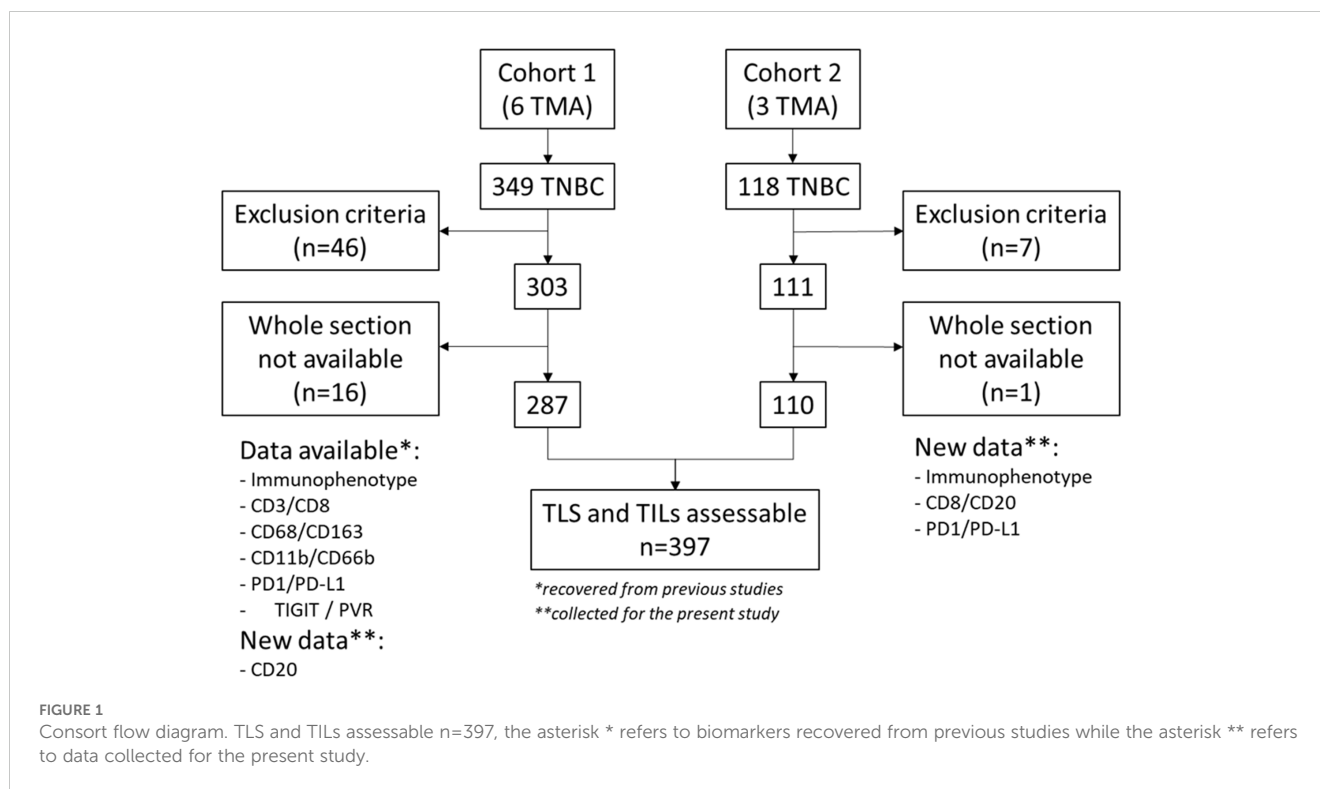 Cohort 1
(6 TMA)
Cohort 2
(3 TMA)
349 TNBC
118 TNBC
Exclusion criteria
(n=46)
Exclusion criteria
(n=7)
303
111
Whole section
not available
(n=16)
Whole section
not available
(n=1)
287
110
Data available*:
- Immunophenotype
- CD3/CD8
- CD68/CD163
- CD11b/CD66b
- PD1/PD-L1
- TIGIT / PVR
New data**:
- CD20
TLS and TILs assessable
n=397
*recovered from previous studies
**collected for the present study
New data**:
- Immunophenotype
- CD8/CD20
- PD1/PD-L1
FIGURE 1
Consort flow diagram. TLS and TILs assessable n=397, the asterisk * refers to biomarkers recovered from previous studies while the asterisk ** refers
to data collected for the present study.